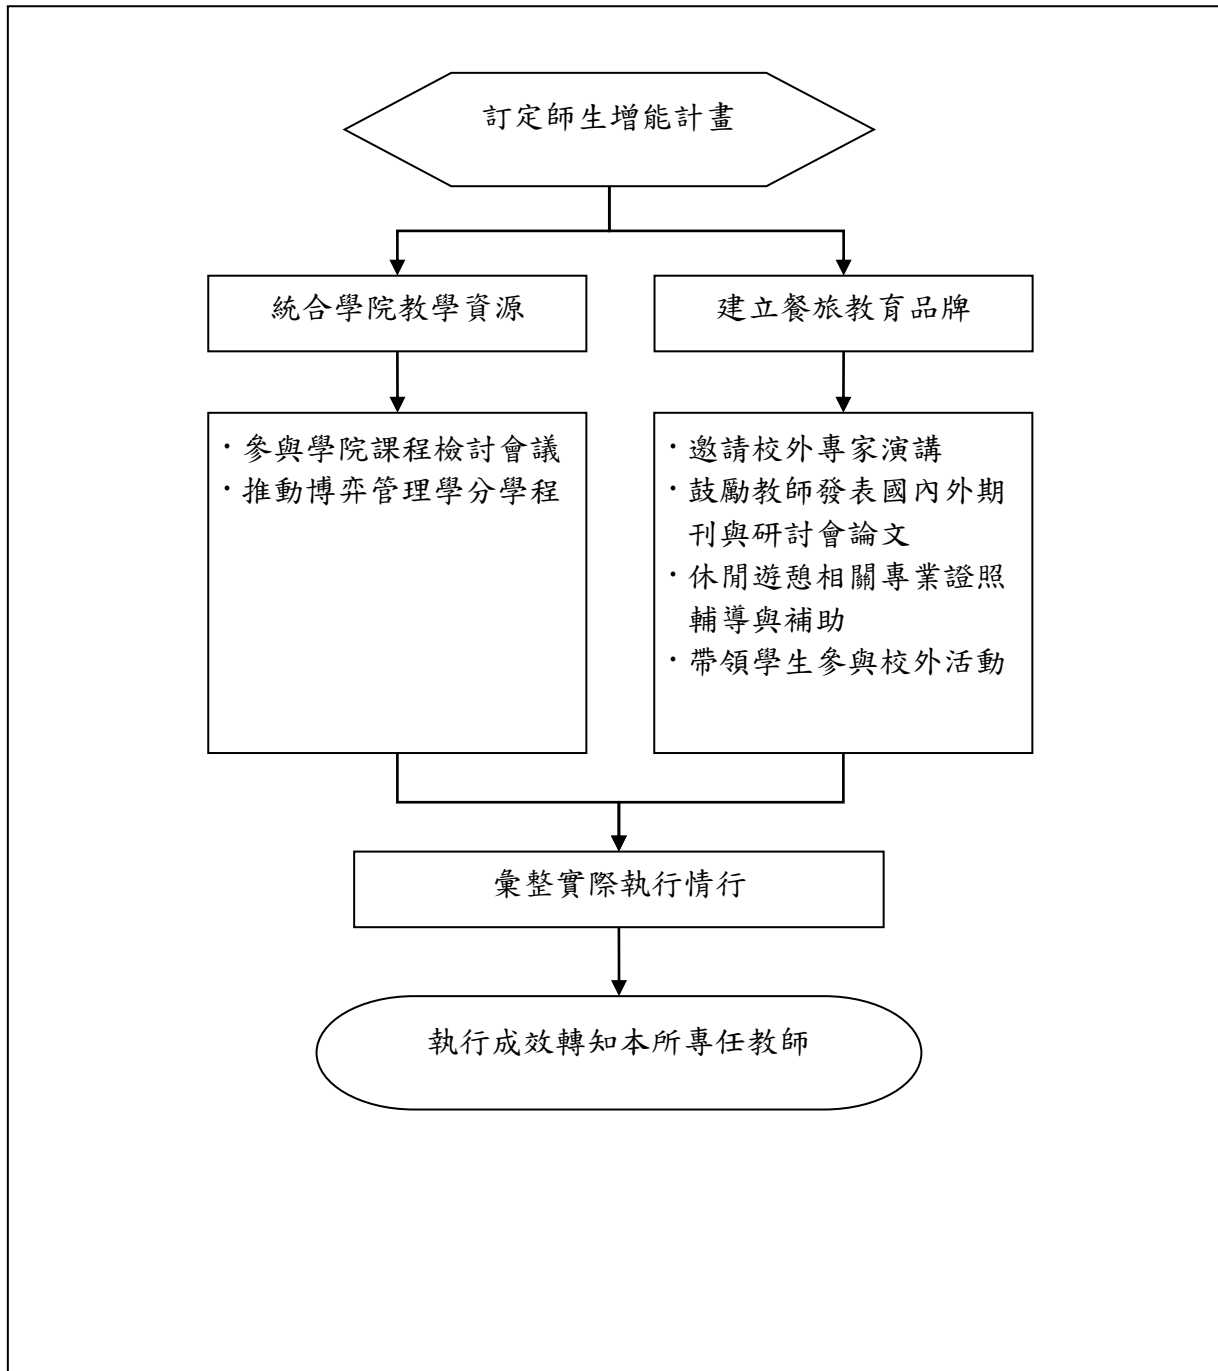 訂定師生增能計畫
統合學院教學資源
建立餐旅教育品牌
·參與學院課程檢討會議
·推動博弈管理學分學程
·邀請校外專家演講
·鼓勵教師發表國內外期
刊與研討會論文
·休閒遊憩相關專業證照
輔導與補助
·帶領學生參與校外活動
彙整實際執行情行
執行成效轉知本所專任教師